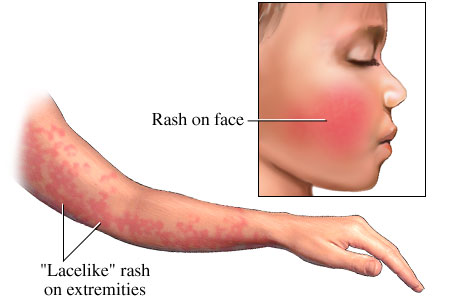 Rash on face
"Lacelike" rash
on extremities